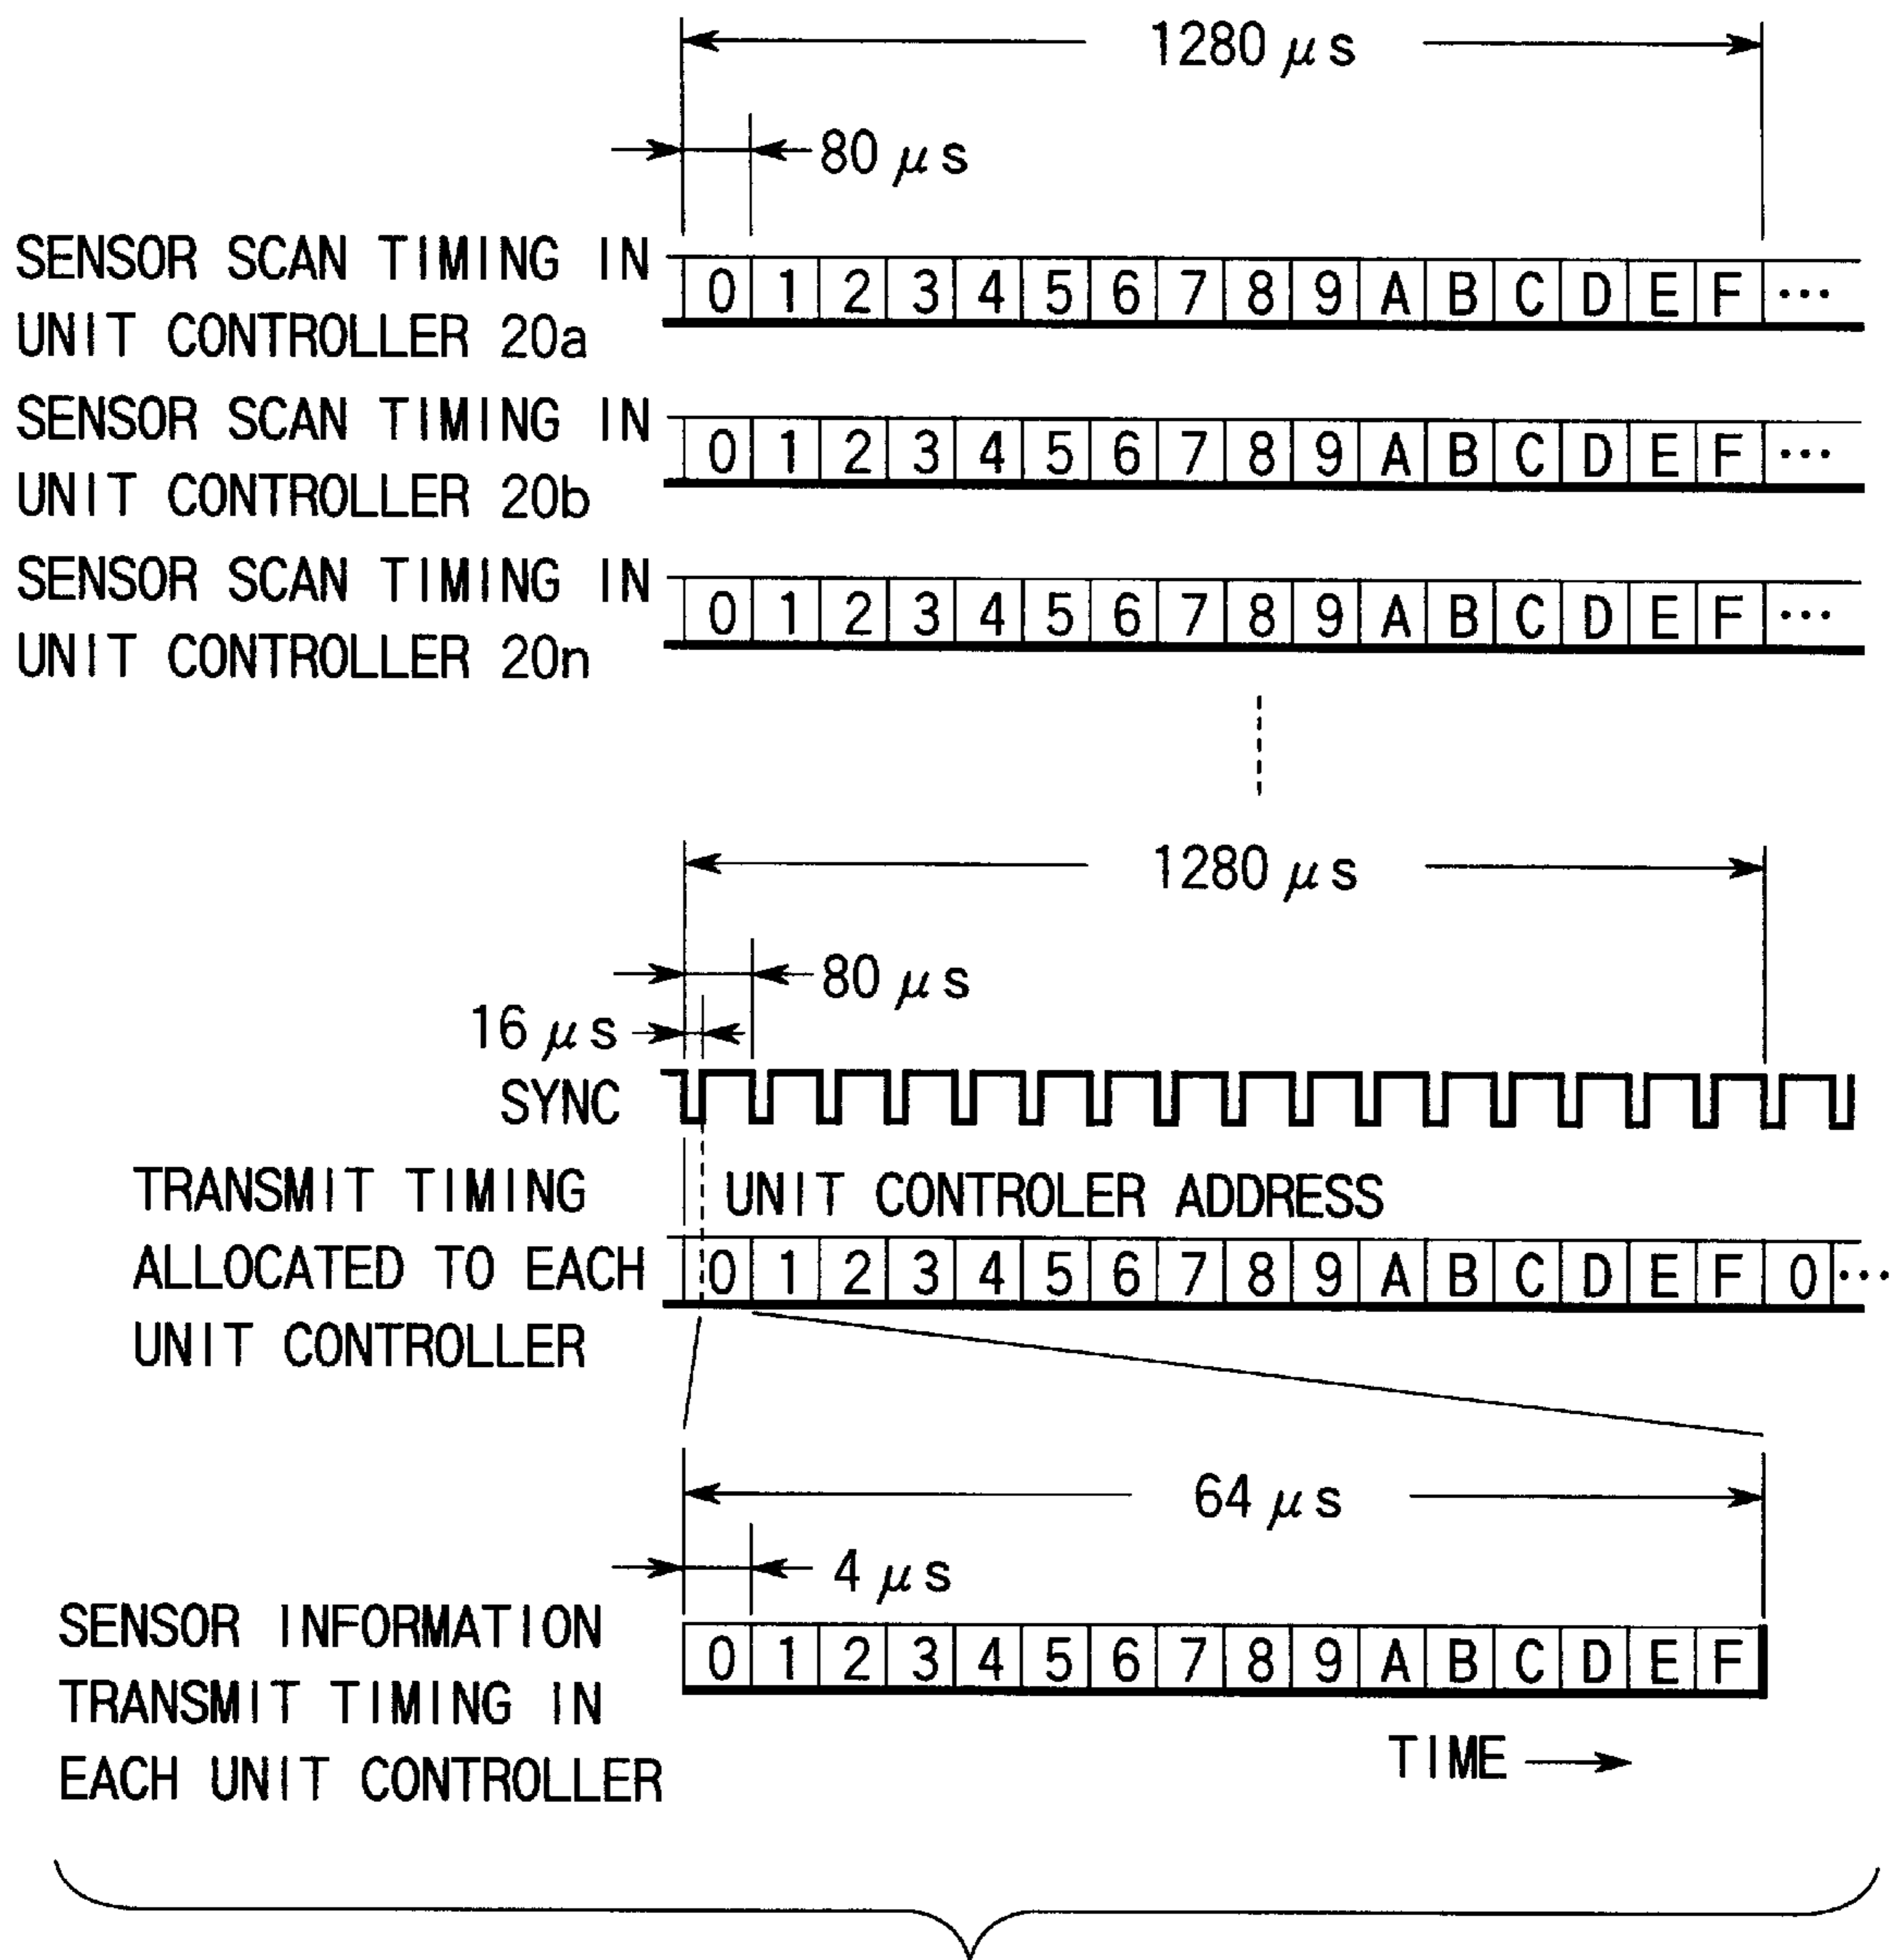 1280 μs
80 μs
SENSOR SCAN TIMING IN
UNIT CONTROLLER 20a
0 1 2 3 4 5 6 7 8 9 A B C D E F ···
SENSOR SCAN TIMING IN
UNIT CONTROLLER 20b
0 1 2 3 4 5 6 7 8 9 A B C D E F ···
SENSOR SCAN TIMING IN
UNIT CONTROLLER 20n
0 1 2 3 4 5 6 7 8 9 A B C D E F ···
1280 μs
80 μs
16 μs
SYNC
TRANSMIT TIMING
ALLOCATED TO EACH
UNIT CONTROLLER
UNIT CONTROLER ADDRESS
0 1 2 3 4 5 6 7 8 9 A B C D E F 0 ···
64 μs
4 μs
SENSOR INFORMATION
TRANSMIT TIMING IN
EACH UNIT CONTROLLER
0 1 2 3 4 5 6 7 8 9 A B C D E F
TIME